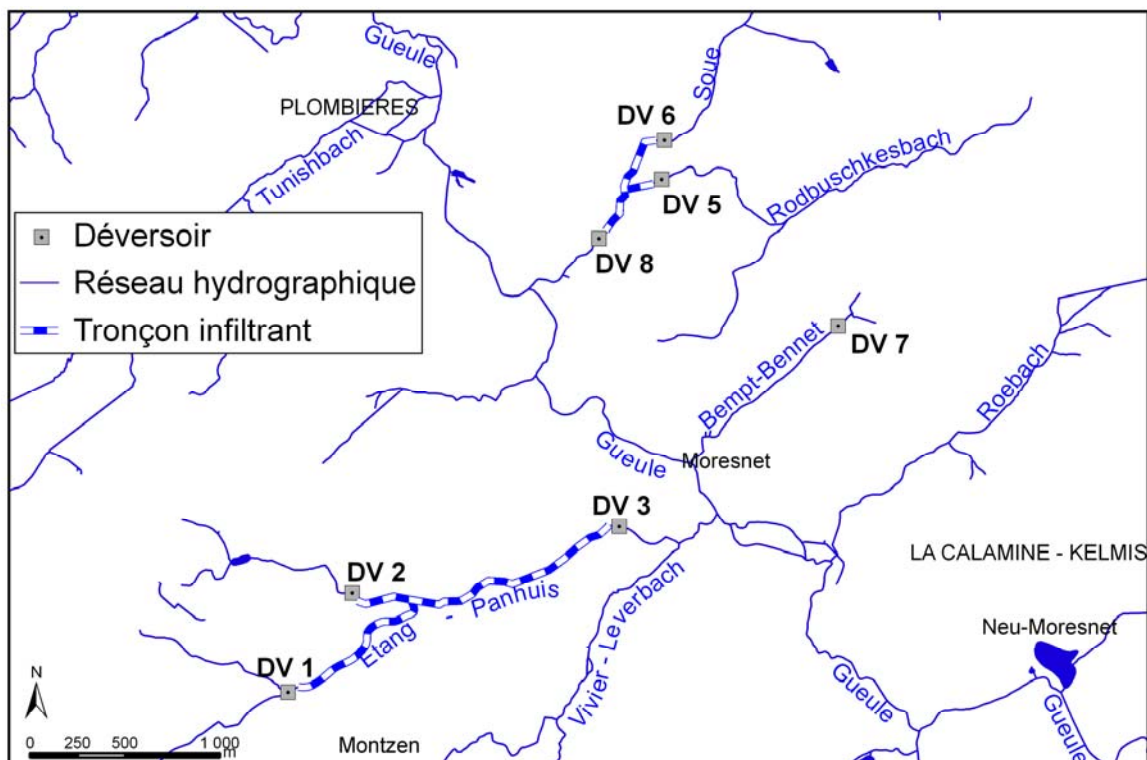 Gueule
Soue
PLOMBIERES
DV 6
Tunishbach
DV 5
Rodbuschkesbach
Déversoir
DV 8
Réseau hydrographique
Tronçon infiltrant
DV 7
Bempt-Bennet
Roebach
Gueule
Moresnet
DV 3
LA CALAMINE - KELMIS
DV 2
Etang - Panhuis
Vivier - Leverbach
Neu-Moresnet
DV 1
Gueule
Gueule
N
Montzen
0 250 500 1 000
m